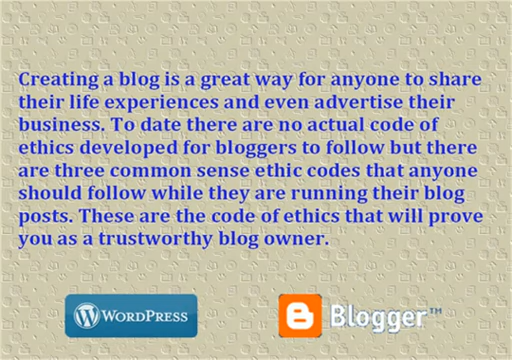 Creating a blog is a great way for anyone to share
their life experiences and even advertise their
business. To date there are no actual code of
ethics developed for bloggers to follow but there
are three common sense ethic codes that anyone
should follow while they are running their blog
posts. These are the code of ethics that will prove
you as a trustworthy blog owner.
WORDPRESS
Blogger™